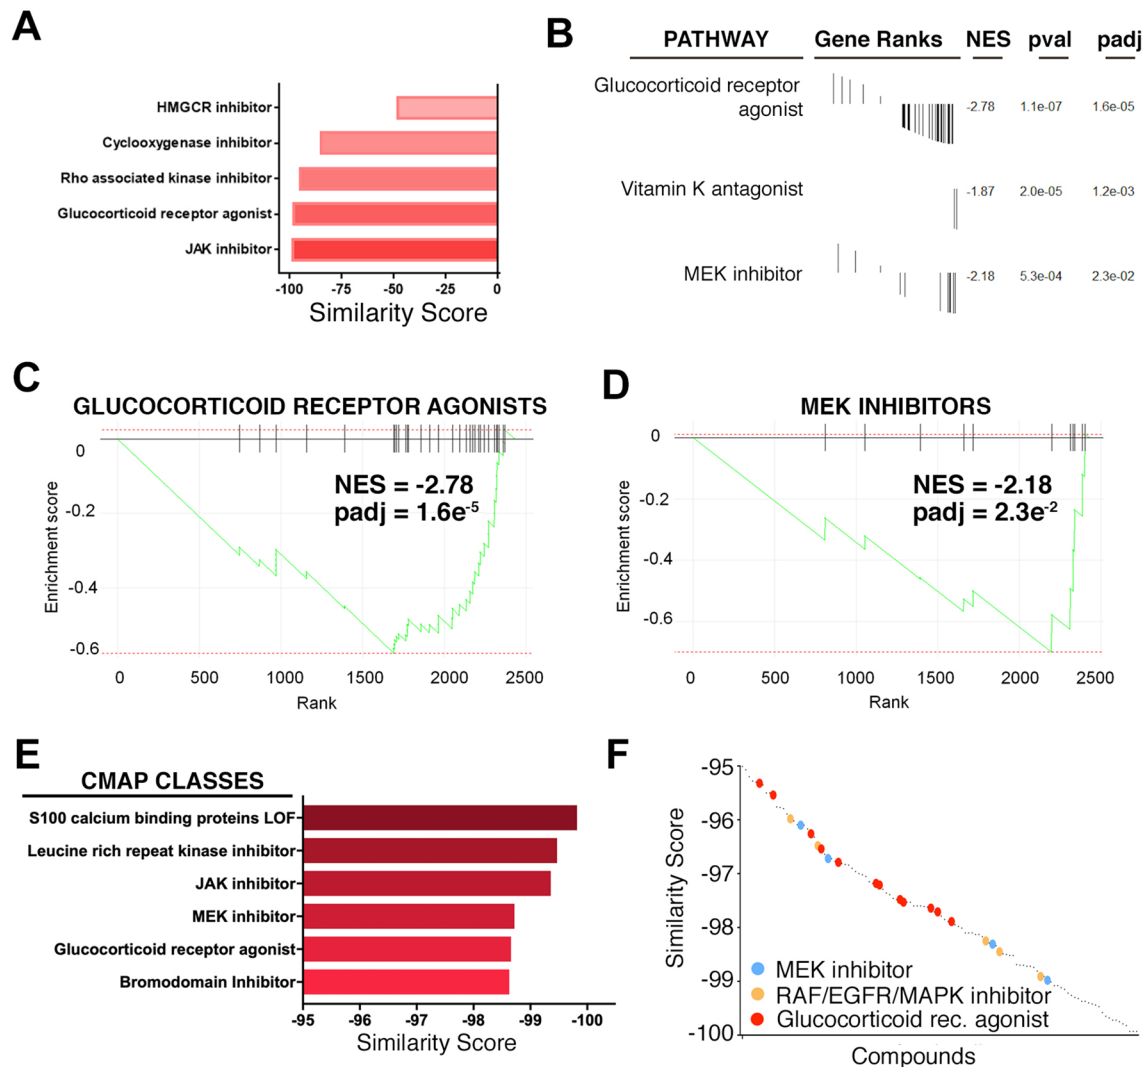 A
HMGCR inhibitor
Cyclooxygenase inhibitor
Rho associated kinase inhibitor
Glucocorticoid receptor agonist
JAK inhibitor
-100 -75 -50 -25 0
Similarity Score
B
PATHWAY Gene Ranks NES pval padj
Glucocorticoid receptor
agonist -2.78 1.1e-07 1.6e-05
Vitamin K antagonist -1.87 2.0e-05 1.2e-03
MEK inhibitor -2.18 5.3e-04 2.3e-02
C
GLUCOCORTICOID RECEPTOR AGONISTS
0
-0.2
-0.4
-0.6
Enrichment score
NES = -2.78
padj = 1.6e-5
0 500 1000 1500 2000 2500
Rank
D
MEK INHIBITORS
0
-0.2
-0.4
-0.6
Enrichment score
NES = -2.18
padj = 2.3e-2
0 500 1000 1500 2000 2500
Rank
E
CMAP CLASSES
S100 calcium binding proteins LOF
Leucine rich repeat kinase inhibitor
JAK inhibitor
MEK inhibitor
Glucocorticoid receptor agonist
Bromodomain Inhibitor
-95 -96 -97 -98 -99 -100
Similarity Score
F
-95
-96
-97
-98
-99
-100
Similarity Score
MEK inhibitor
RAF/EGFR/MAPK inhibitor
Glucocorticoid rec. agonist
Compounds